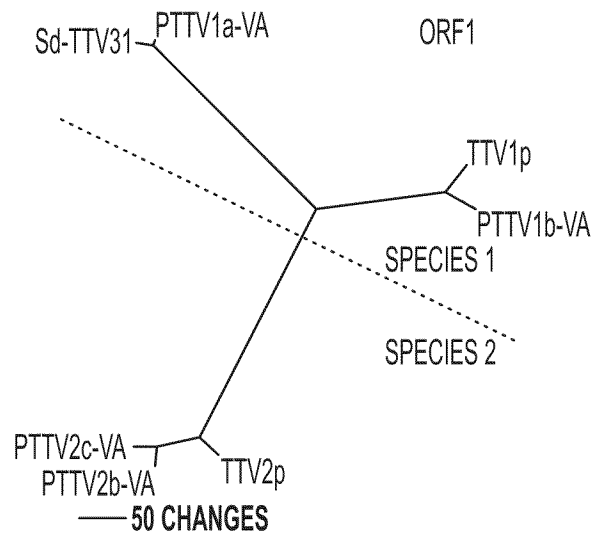 PTTV1a-VA
Sd-TTV31
ORF1
TTV1p
PTTV1b-VA
SPECIES 1
SPECIES 2
PTTV2c-VA
TTV2p
PTTV2b-VA
50 CHANGES